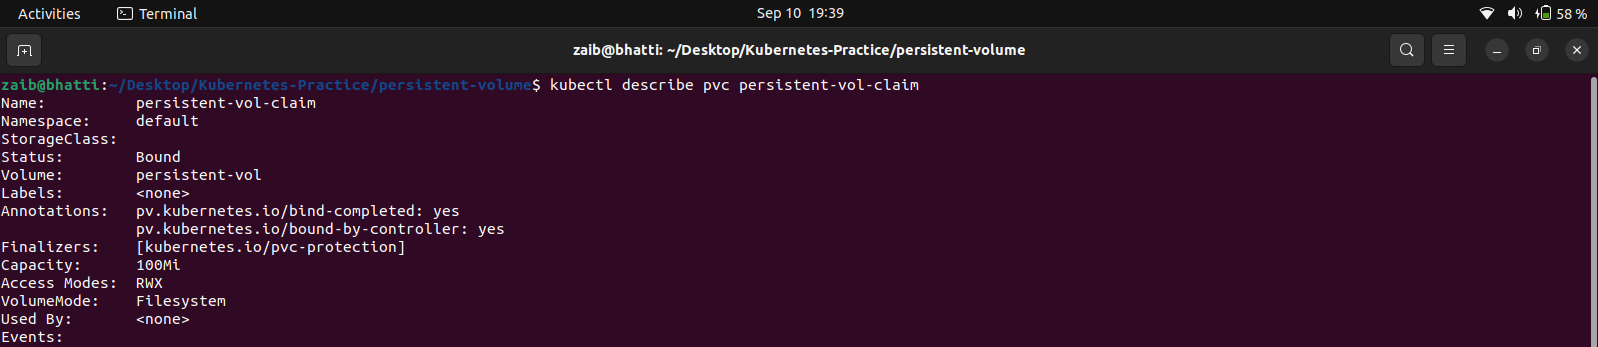 Activities Terminal Sep 10 19:39 58 %
zaib@bhatti: ~/Desktop/Kubernetes-Practice/persistent-volume
zaib@bhatti:~/Desktop/Kubernetes-Practice/persistent-volume$ kubectl describe pvc persistent-vol-claim
Name: persistent-vol-claim
Namespace: default
StorageClass:
Status: Bound
Volume: persistent-vol
Labels: <none>
Annotations: pv.kubernetes.io/bind-completed: yes
pv.kubernetes.io/bound-by-controller: yes
Finalizers: [kubernetes.io/pvc-protection]
Capacity: 100Mi
Access Modes: RWX
VolumeMode: Filesystem
Used By: <none>
Events: